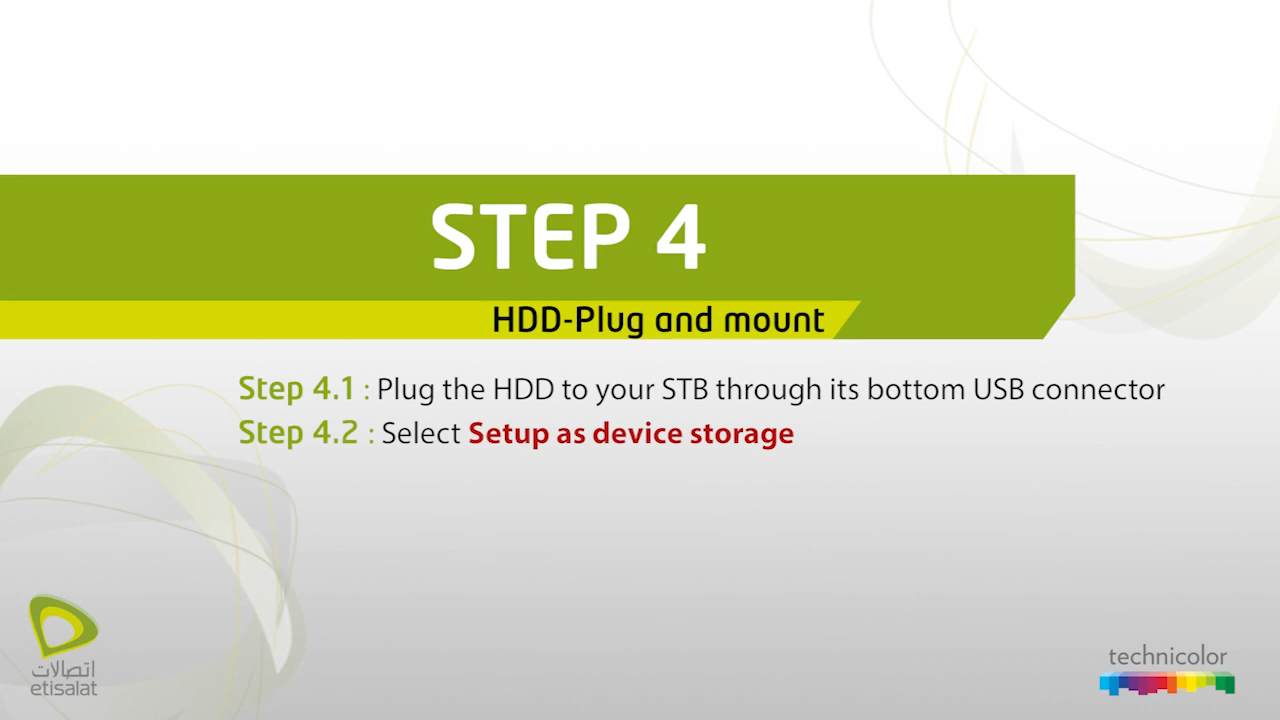 STEP 4
HDD-Plug and mount
Step 4.1 : Plug the HDD to your STB through its bottom USB connector
Step 4.2 : Select Setup as device storage
اتصالات
etisalat
technicolor